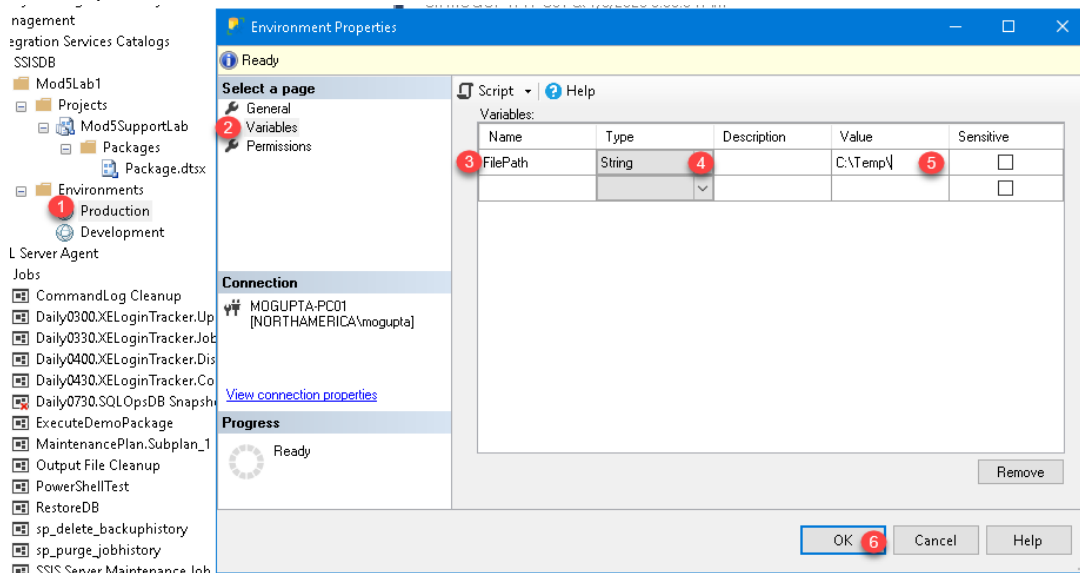 nagement
egration Services Catalogs
SSISDB
Mod5Lab1
Projects
Mod5SupportLab
Packages
Package.dtsx
Environments
1
Production
Development
L Server Agent
Jobs
CommandLog Cleanup
Daily0300.XELoginTracker.Up
Daily0330.XELoginTracker.Job
Daily0400.XELoginTracker.Dis
Daily0430.XELoginTracker.Co
Daily0730.SQLOpsDB Snapsh
ExecuteDemoPackage
MaintenancePlan.Subplan_1
Output File Cleanup
PowerShellTest
RestoreDB
sp_delete_backuphistory
sp_purge_jobhistory
SSIS Server Maintenance Job
Environment Properties
Ready
Select a page
General
2 Variables
Permissions
Connection
MOGUPTA-PC01
[NORTHAMERICA\mogupta]
View connection properties
Progress
Ready
Script Help
Variables:
Name Type Description Value Sensitive
3 FilePath String 4 C:\Temp\ 5
Remove
OK 6 Cancel Help